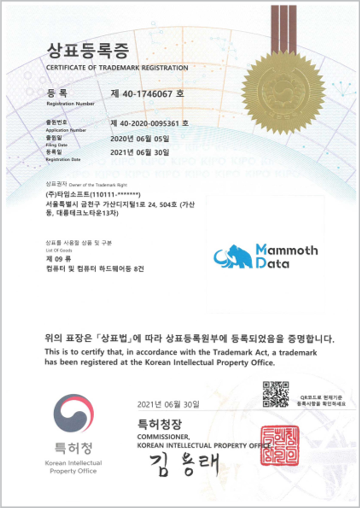 상표등록증
CERTIFICATE OF TRADEMARK REGISTRATION
등 록 제 40-1746067 호
Registration Number
출원번호 제 40-2020-0095361 호
Application Number
출원일 2020년 06월 05일
Filing Date
등록일 2021년 06월 30일
Registration Date
상표권자 Owner of the Trademark Right
(주)타임소프트(110111-*******)
서울특별시 금천구 가산디지털1로 24, 504호 (가산
동, 대륭테크노타운13차)
상표를 사용할 상품 및 구분
List Of Goods
제 09 류
컴퓨터 및 컴퓨터 하드웨어등 8건
Mammoth
Data
위의 표장은 「상표법」에 따라 상표등록원부에 등록되었음을 증명합니다.
This is to certify that, in accordance with the Trademark Act, a trademark
has been registered at the Korean Intellectual Property Office.
2021년 06월 30일
QR코드로 현재기준
등록사항을 확인하세요
특허청
Korean Intellectual
Property Office
특허청장
COMMISSIONER,
KOREAN INTELLECTUAL PROPERTY OFFICE
김용래